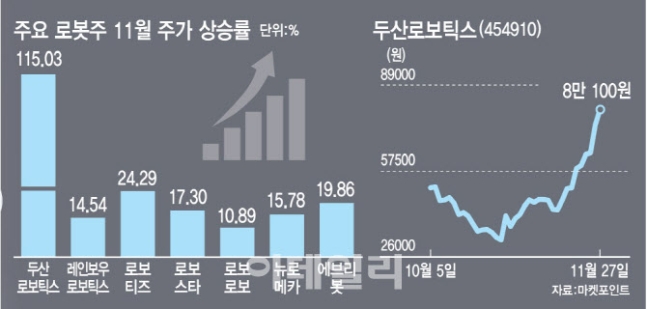 주요 로봇주 11월 주가 상승률 단위:%
115.03
14.54
24.29
17.30
10.89
15.78
19.86
두산
로보틱스
레인보우
로보틱스
로보
티즈
로보
스타
로보
로보
뉴로
메카
에브리
봇
두산로보틱스(454910)
(원)
89000
8만 100원
57500
26000
10월 5일
11월 27일
자료:마켓포인트
이데일리